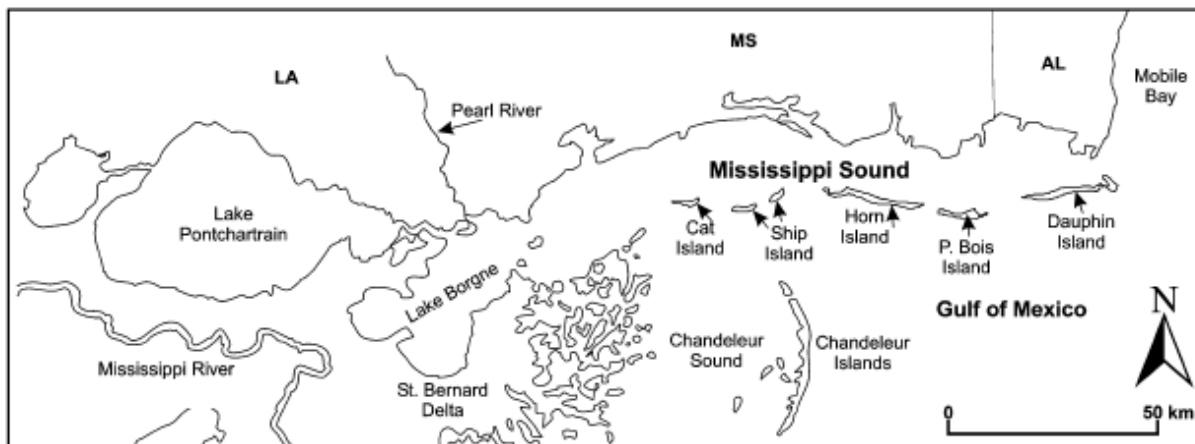 MS
LA
AL
Mobile
Bay
Pearl River
Mississippi Sound
Lake
Pontchartrain
Cat
Island
Ship
Island
Horn
Island
P. Bois
Island
Dauphin
Island
Lake Borgne
Gulf of Mexico
N
Chandeleur
Sound
Chandeleur
Islands
Mississippi River
St. Bernard
Delta
0
50 km